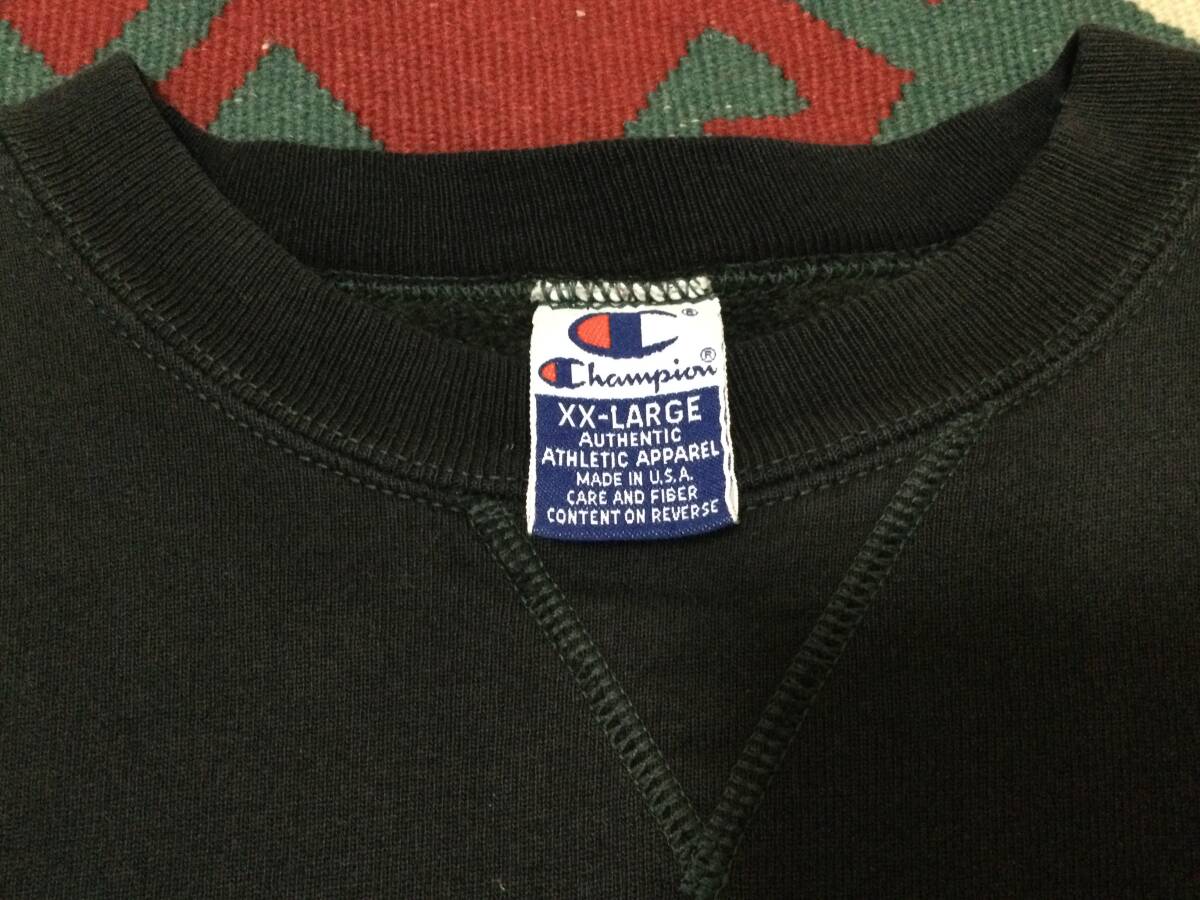 ®
Champion®
XX-LARGE
AUTHENTIC
ATHLETIC APPAREL
MADE IN U.S.A.
CARE AND FIBER
CONTENT ON REVERSE